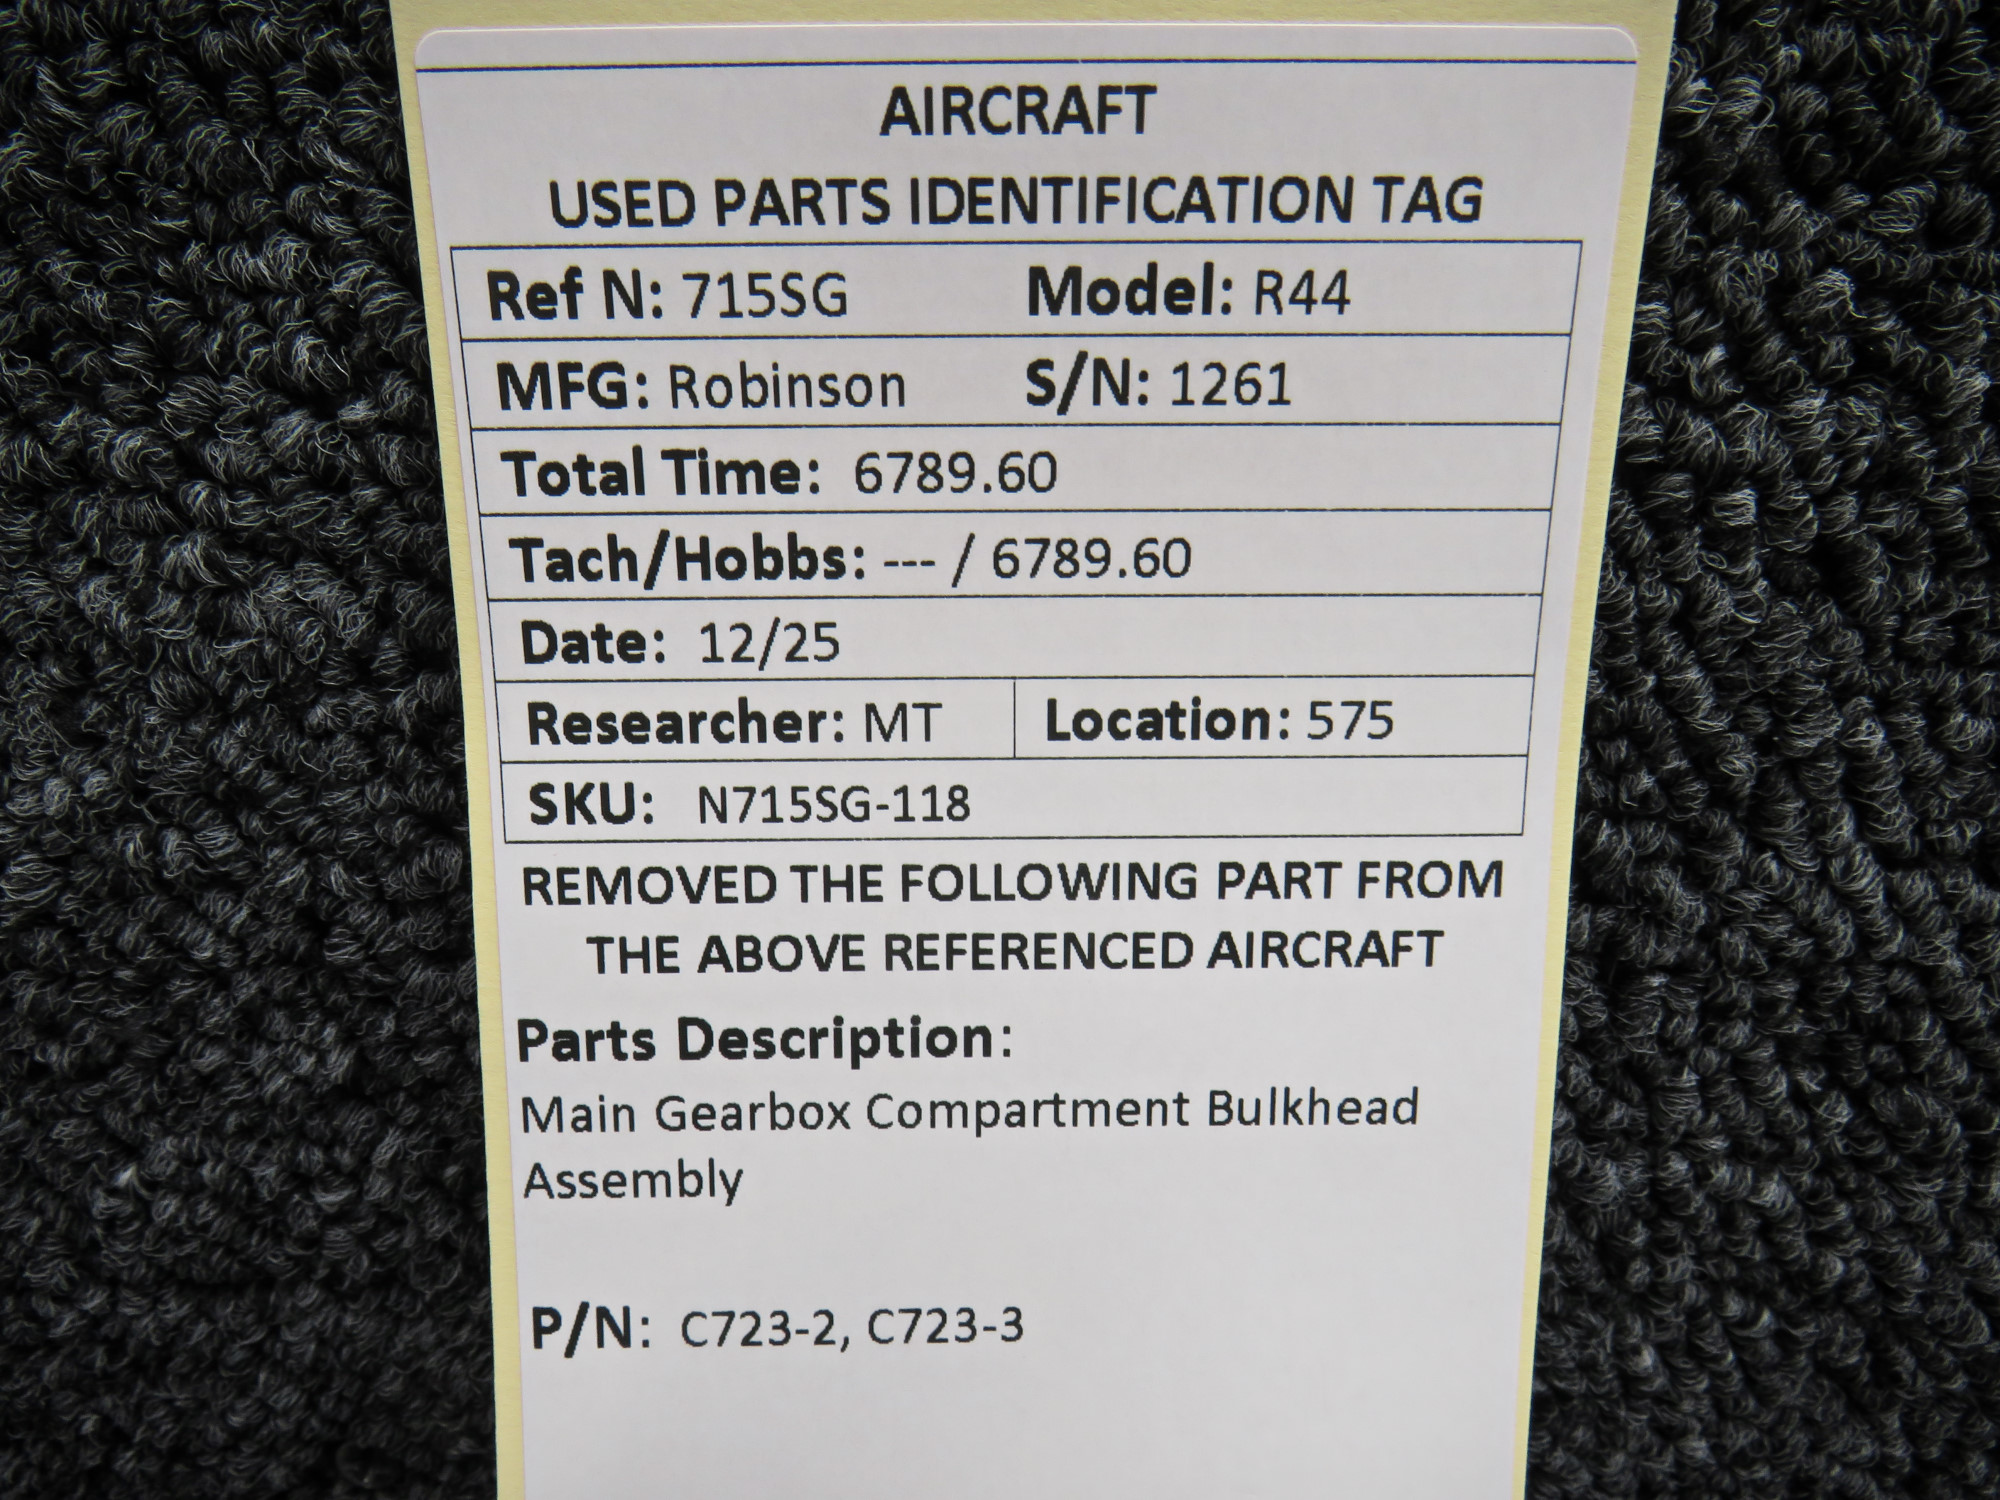 AIRCRAFT
USED PARTS IDENTIFICATION TAG
Ref N: 715SG Model: R44
MFG: Robinson S/N: 1261
Total Time: 6789.60
Tach/Hobbs: --- / 6789.60
Date: 12/25
Researcher: MT Location: 575
SKU: N715SG-118
REMOVED THE FOLLOWING PART FROM
THE ABOVE REFERENCED AIRCRAFT
Parts Description:
Main Gearbox Compartment Bulkhead
Assembly
P/N: C723-2, C723-3